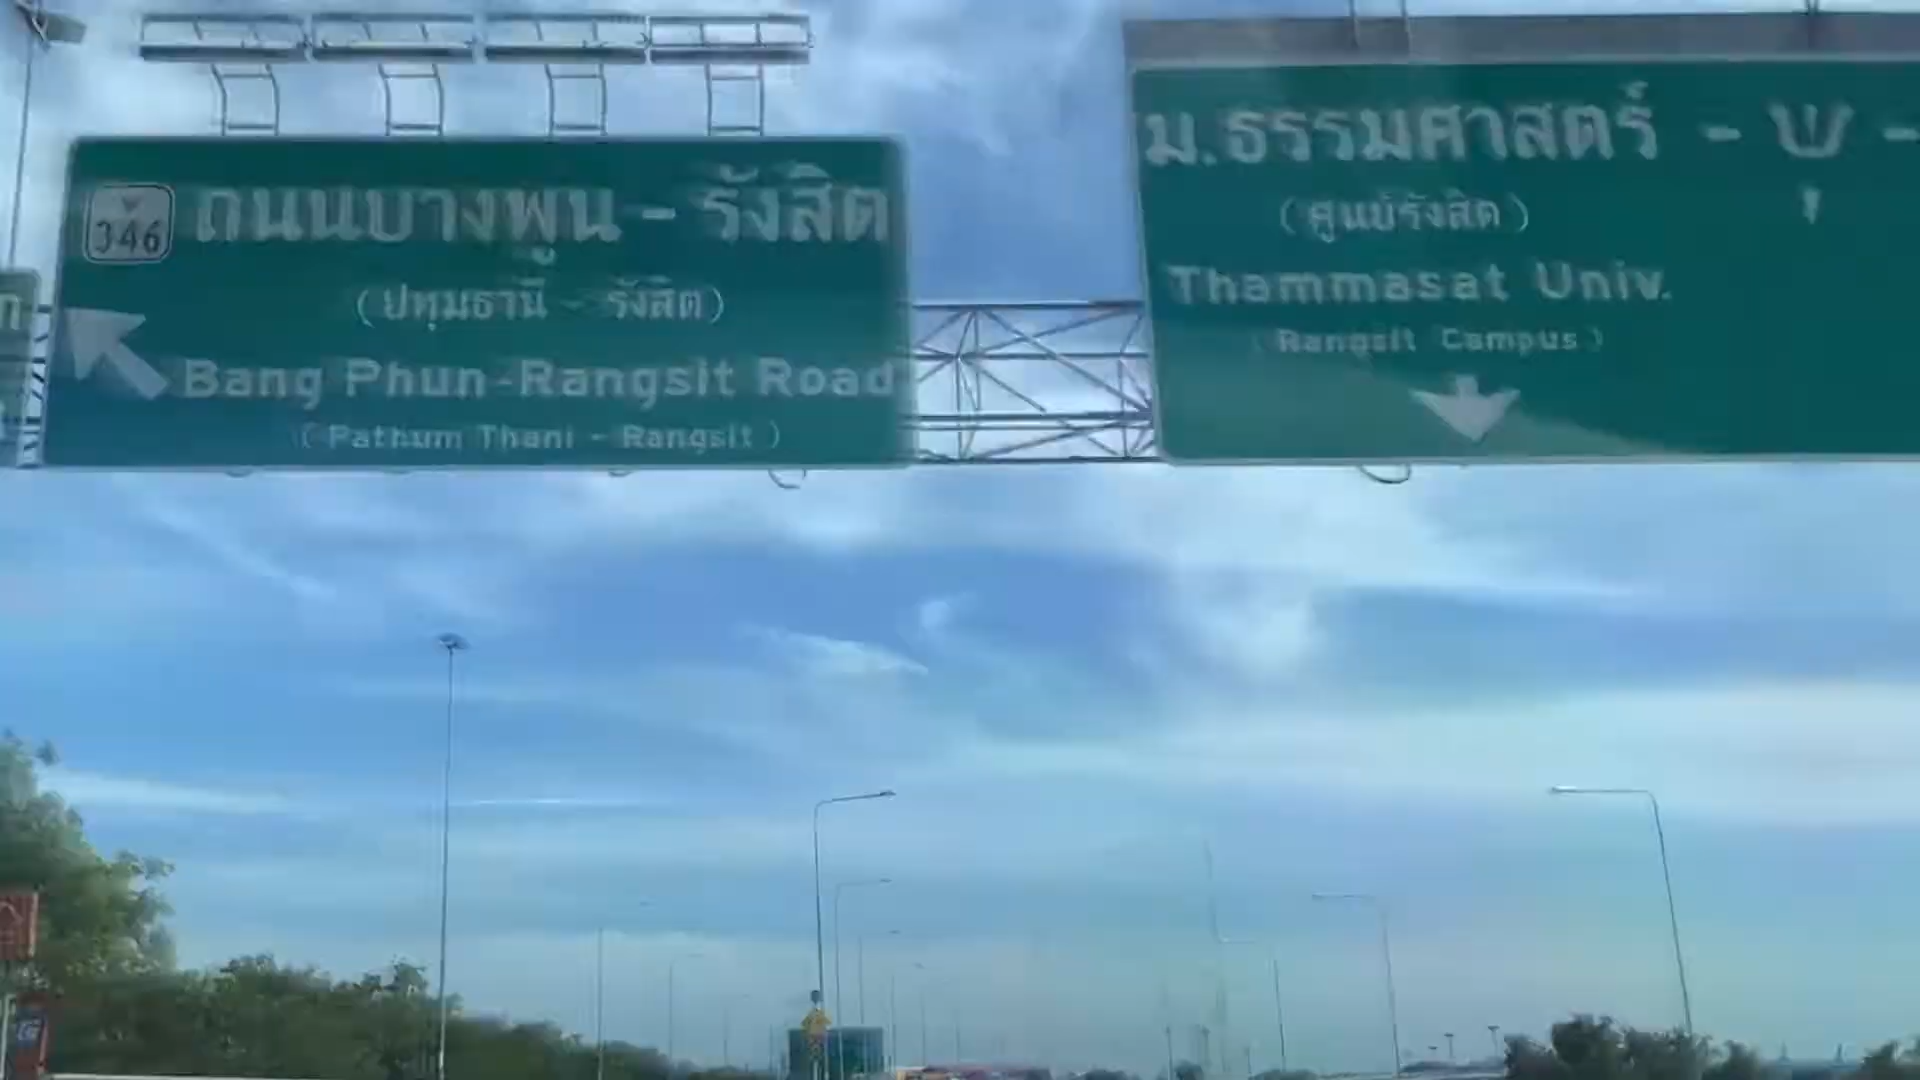 346
ถนนบางพูน - รังสิต
(ปทุมธานี - รังสิต)
Bang Phun-Rangsit Road
(Pathum Thani - Rangsit)
ม.ธรรมศาสตร์ -
(ศูนย์รังสิต)
Thammasat Univ.
(Rangsit Campus)